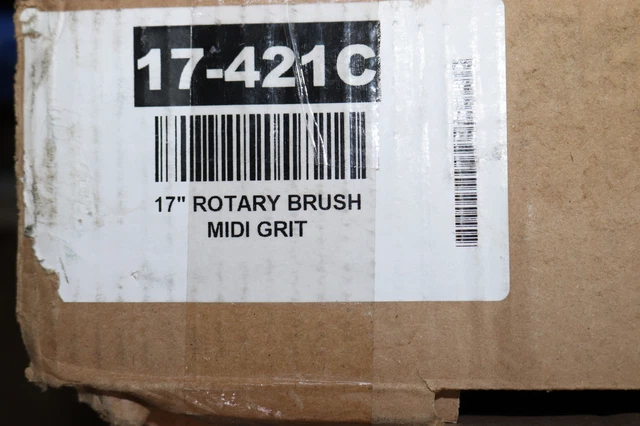 17-421C
17" ROTARY BRUSH
MIDI GRIT